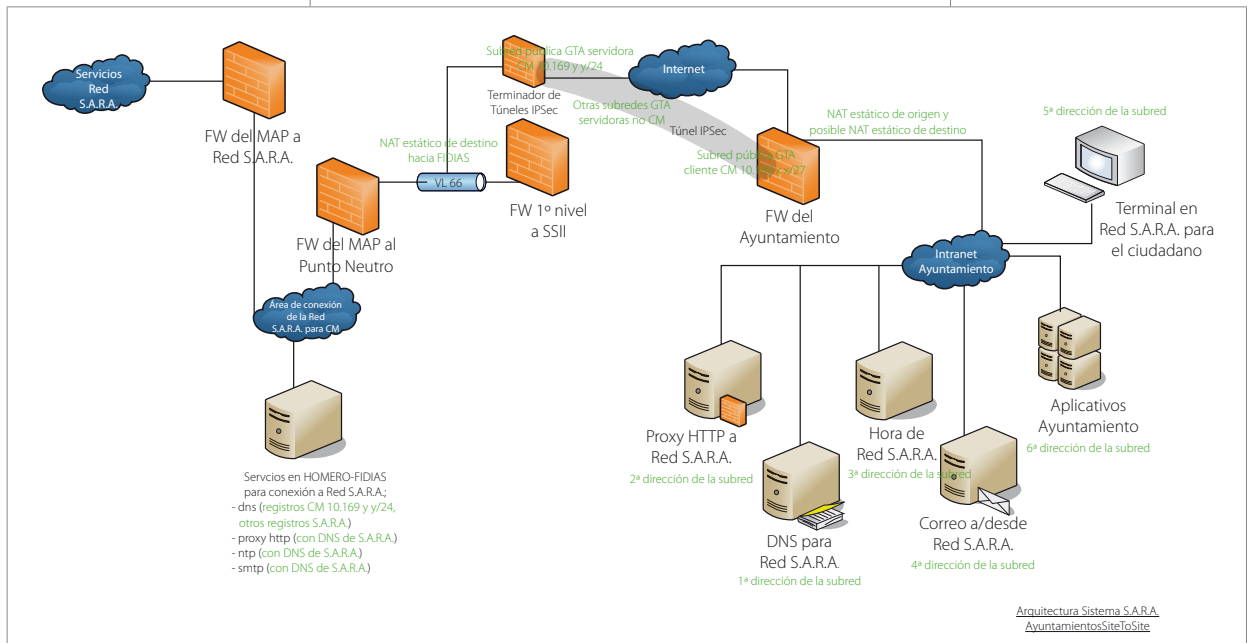 Servicios
Red
S.A.R.A.
FW del MAP a
Red S.A.R.A.
Subred pública GTA servidora
CM 10.169 y y/24
Terminador de
Túneles IPSec
Internet
Otras subredes GTA
servidoras no CM
Túnel IPSec
NAT estático de destino
hacia FIDIAS
VL 66
FW 1º nivel
a SSII
FW del MAP al
Punto Neutro
Subred pública GTA
cliente CM
FW del
Ayuntamiento
NAT estático de origen y
posible NAT estático de destino
5ª dirección de la subred
Terminal en
Red S.A.R.A. para
el ciudadano
Intranet
Ayuntamiento
Área de conexión
de la Red
S.A.R.A. para CM
Servcios en HOMERO-FIDIAS
para conexión a Red S.A.R.A.;
- dns (registros CM 10.169 y y/24,
otros registros S.A.R.A.)
- proxy http (con DNS de S.A.R.A.)
- ntp (con DNS de S.A.R.A.)
- smtp (con DNS de S.A.R.A.)
Proxy HTTP a
Red S.A.R.A.
2ª dirección de la subred
DNS para
Red S.A.R.A.
1ª dirección de la subred
Hora de
Red S.A.R.A.
3ª dirección de la subred
Correo a/desde
Red S.A.R.A.
4ª dirección de la subred
Aplicativos
Ayuntamiento
6ª dirección de la subred
Arquitectura Sistema S.A.R.A.
AyuntamientosSiteToSite